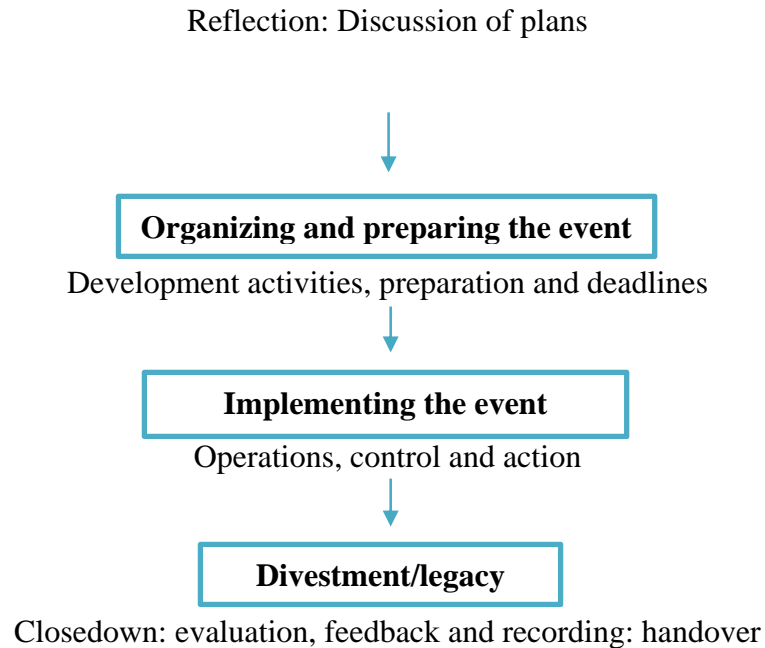 Reflection: Discussion of plans
Organizing and preparing the event
Development activities, preparation and deadlines
Implementing the event
Operations, control and action
Divestment/legacy
Closedown: evaluation, feedback and recording: handover